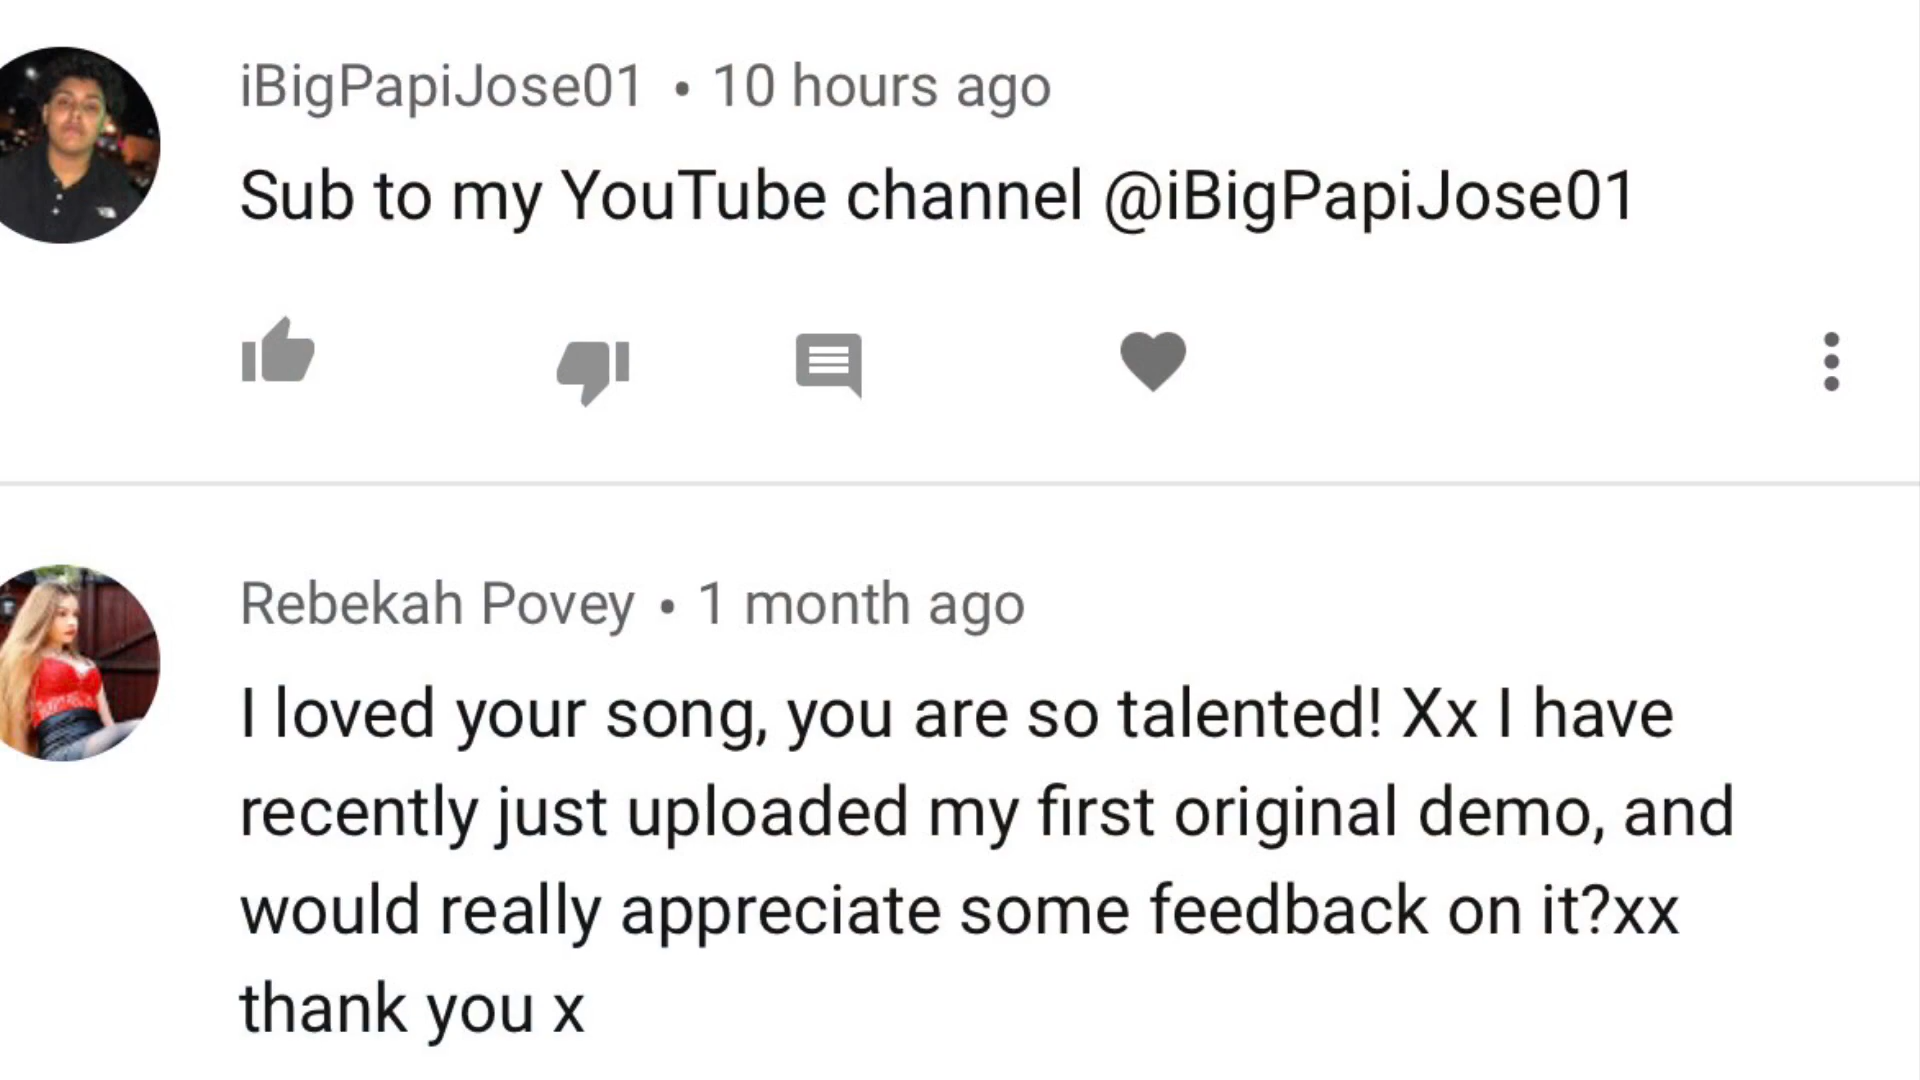 iBigPapiJose01 • 10 hours ago
Sub to my YouTube channel @iBigPapiJose01
Rebekah Povey • 1 month ago
I loved your song, you are so talented! Xx I have
recently just uploaded my first original demo, and
would really appreciate some feedback on it?xx
thank you x